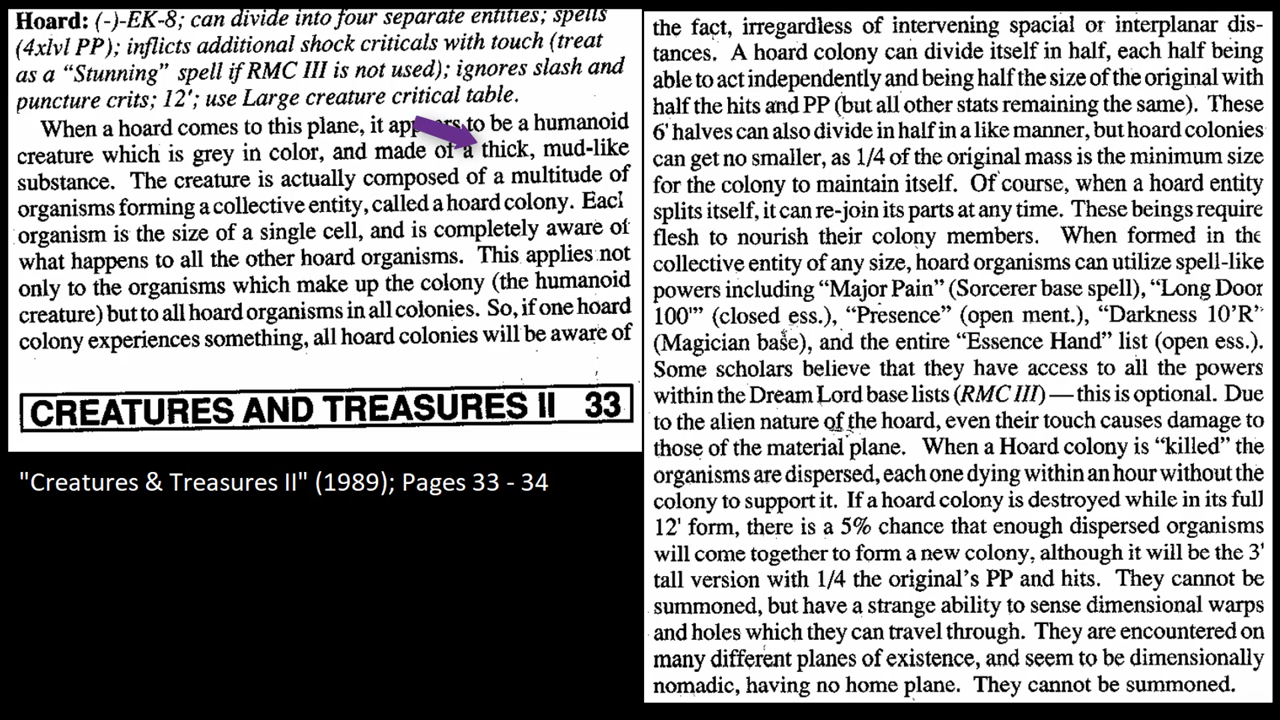 Hoard: (-)-EK-8; can divide into four separate entities; spells
(4xlvl PP); inflicts additional shock criticals with touch (treat
as a “Stunning” spell if RMC III is not used); ignores slash and
puncture crits; 12'; use Large creature critical table.
When a hoard comes to this plane, it to be a humanoid
creature which is grey in color, and made of a thick, mud-like
substance. The creature is actually composed of a multitude of
organisms forming a collective entity, called a hoard colony. Each
organism is the size of a single cell, and is completely aware of
what happens to all the other hoard organisms. This applies not
only to the organisms which make up the colony (the humanoid
creature) but to all hoard organisms in all colonies. So, if one hoard
colony experiences something, all hoard colonies will be aware of
CREATURES AND TREASURES II 33
"Creatures & Treasures II" (1989); Pages 33 - 34
the fact, irregardless of intervening spacial or interplanar dis-
tances. A hoard colony can divide itself in half, each half being
able to act independently and being half the size of the original with
half the hits and PP (but all other stats remaining the same). These
6' halves can also divide in half in a like manner, but hoard colonies
can get no smaller, as 1/4 of the original mass is the minimum size
for the colony to maintain itself. Of course, when a hoard entity
splits itself, it can re-join its parts at any time. These beings require
flesh to nourish their colony members. When formed in the
collective entity of any size, hoard organisms can utilize spell-like
powers including “Major Pain” (Sorcerer base spell), “Long Door
100'” (closed ess.), “Presence” (open ment.), “Darkness 10'R”
(Magician base), and the entire “Essence Hand” list (open ess.).
Some scholars believe that they have access to all the powers
within the Dream Lord base lists (RMC III) — this is optional. Due
to the alien nature of the hoard, even their touch causes damage to
those of the material plane. When a Hoard colony is “killed” the
organisms are dispersed, each one dying within an hour without the
colony to support it. If a hoard colony is destroyed while in its full
12' form, there is a 5% chance that enough dispersed organisms
will come together to form a new colony, although it will be the 3'
tall version with 1/4 the original's PP and hits. They cannot be
summoned, but have a strange ability to sense dimensional warps
and holes which they can travel through. They are encountered on
many different planes of existence, and seem to be dimensionally
nomadic, having no home plane. They cannot be summoned.